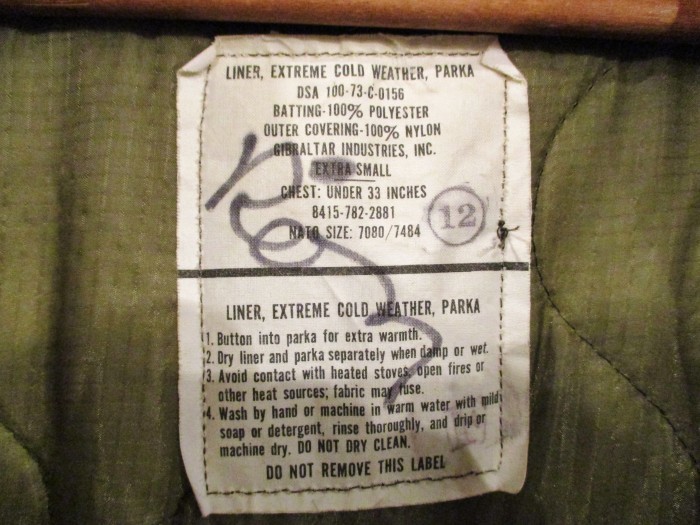 LINER, EXTREME COLD WEATHER, PARKA
DSA 100-73-C-0156
BATTING-100% POLYESTER
OUTER COVERING-100% NYLON
GIBRALTAR INDUSTRIES, INC.
EXTRA SMALL
CHEST: UNDER 33 INCHES
8415-782-2881
12
NATO SIZE: 7080/7484
LINER, EXTREME COLD WEATHER, PARKA
1. Button into parka for extra warmth.
2. Dry liner and parka separately when damp or wet.
3. Avoid contact with heated stoves, open fires or
other heat sources; fabric may fuse.
4. Wash by hand or machine in warm water with mild
soap or detergent, rinse thoroughly, and drip or
machine dry. DO NOT DRY CLEAN.
DO NOT REMOVE THIS LABEL